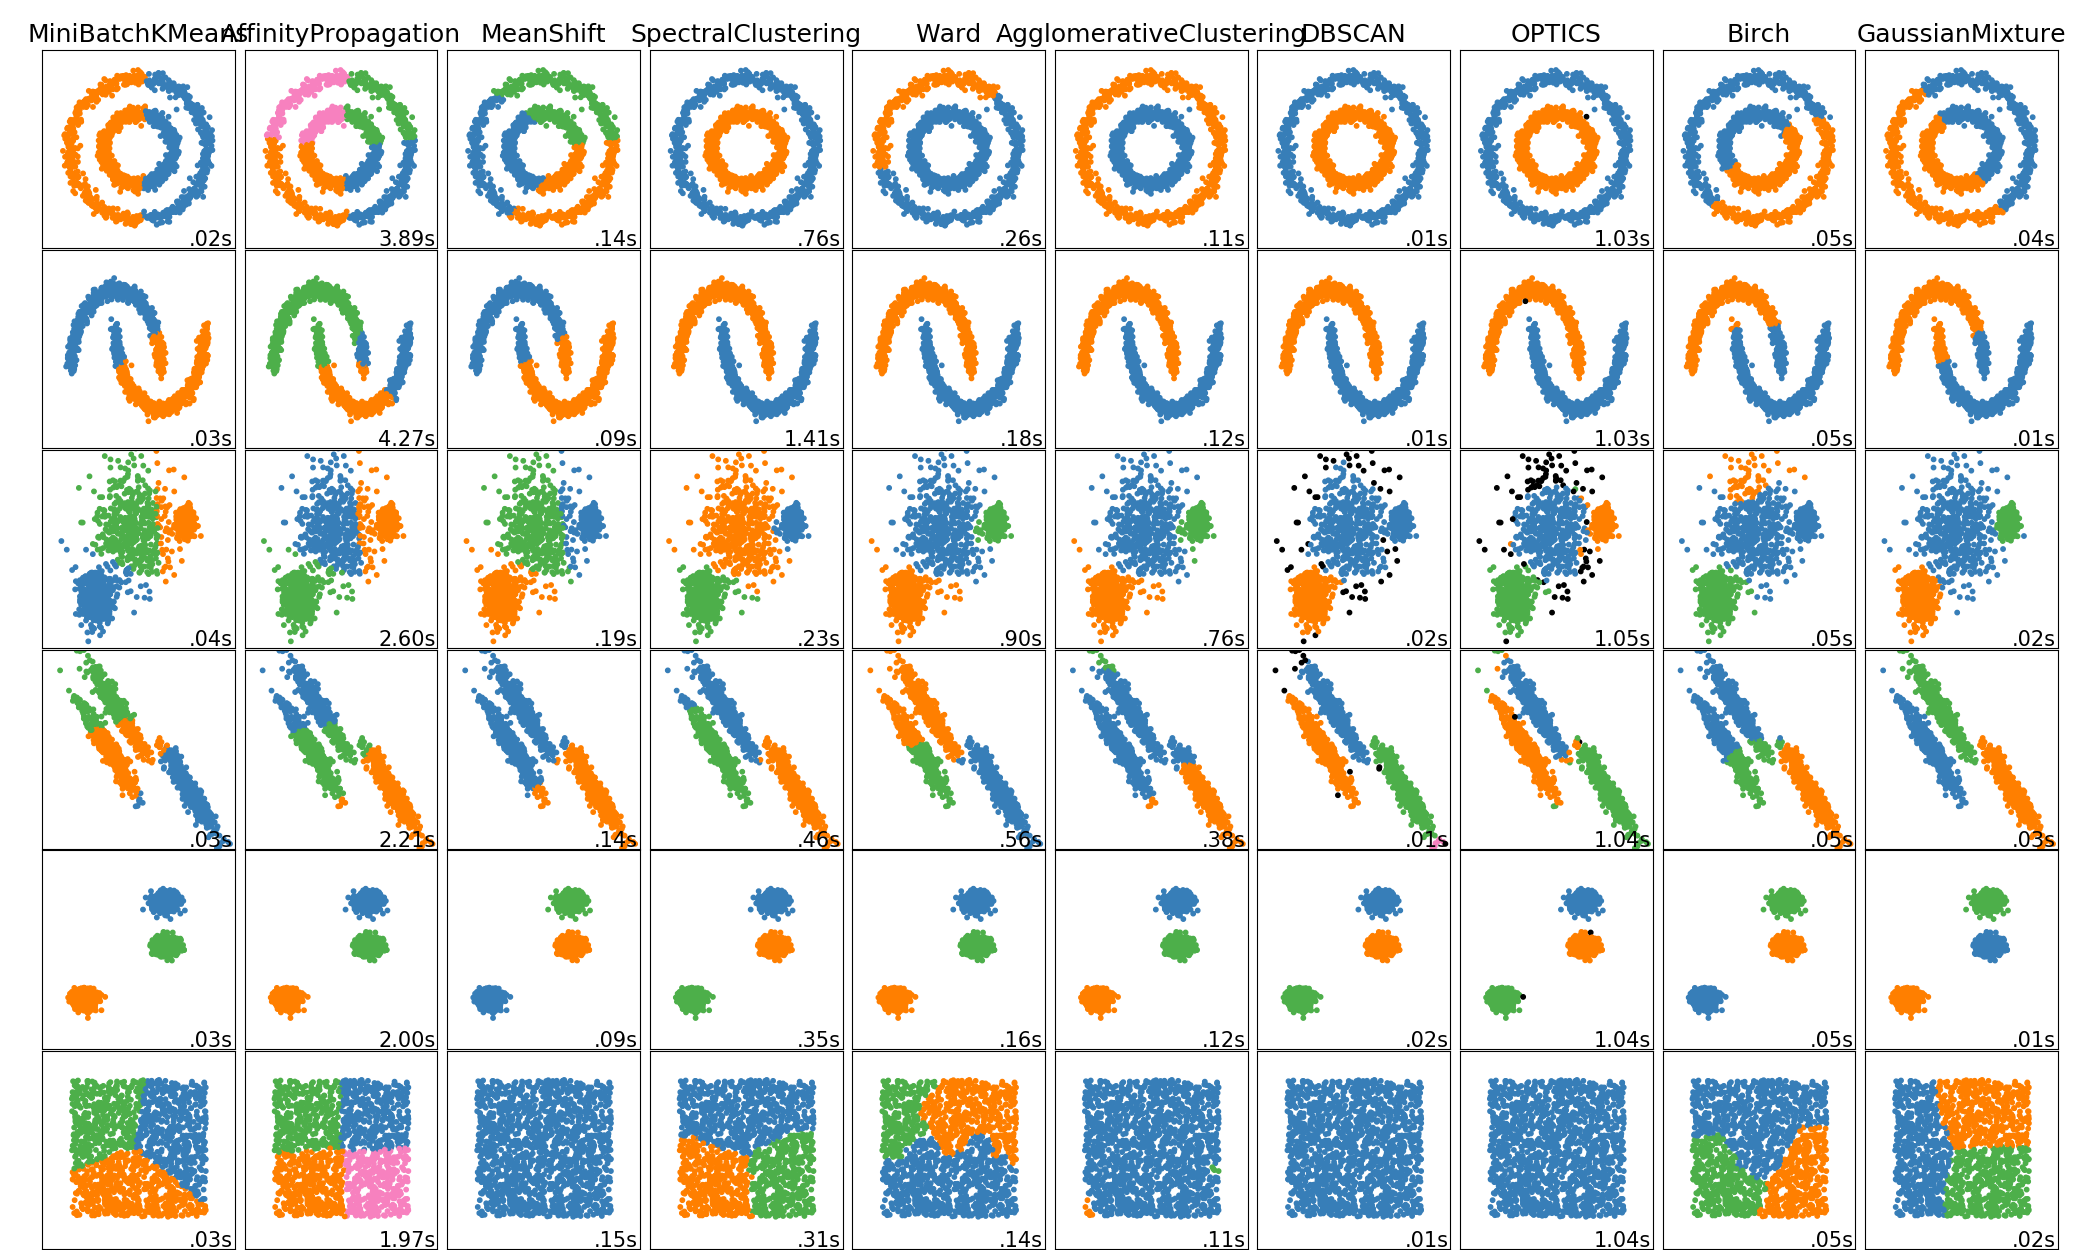 MiniBatchKMeans AffinityPropagation MeanShift SpectralClustering Ward AgglomerativeClustering DBSCAN OPTICS Birch GaussianMixture
.02s 3.89s .14s .76s .26s .11s .01s 1.03s .05s .04s
.03s 4.27s .09s 1.41s .18s .12s .01s 1.03s .05s .01s
.04s 2.60s .19s .23s .90s .76s .02s 1.05s .05s .02s
.03s 2.21s .14s .46s .56s .38s .01s 1.04s .05s .03s
.03s 2.00s .09s .35s .16s .12s .02s 1.04s .05s .01s
.03s 1.97s .15s .31s .14s .11s .01s 1.04s .05s .02s